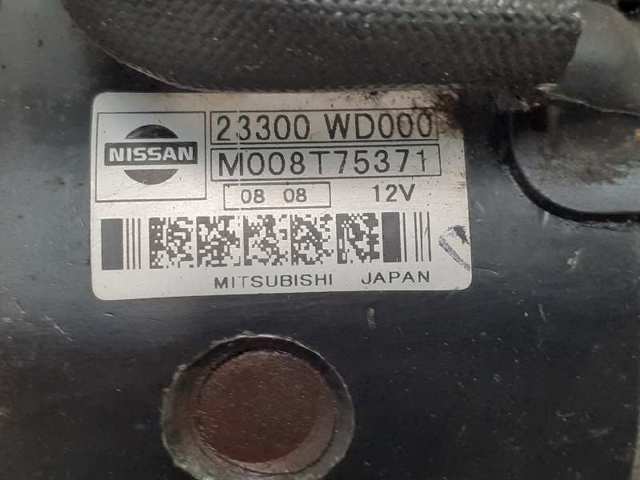 NISSAN
23300 WD000
M008T75371
08 08
12V
MITSUBISHI JAPAN